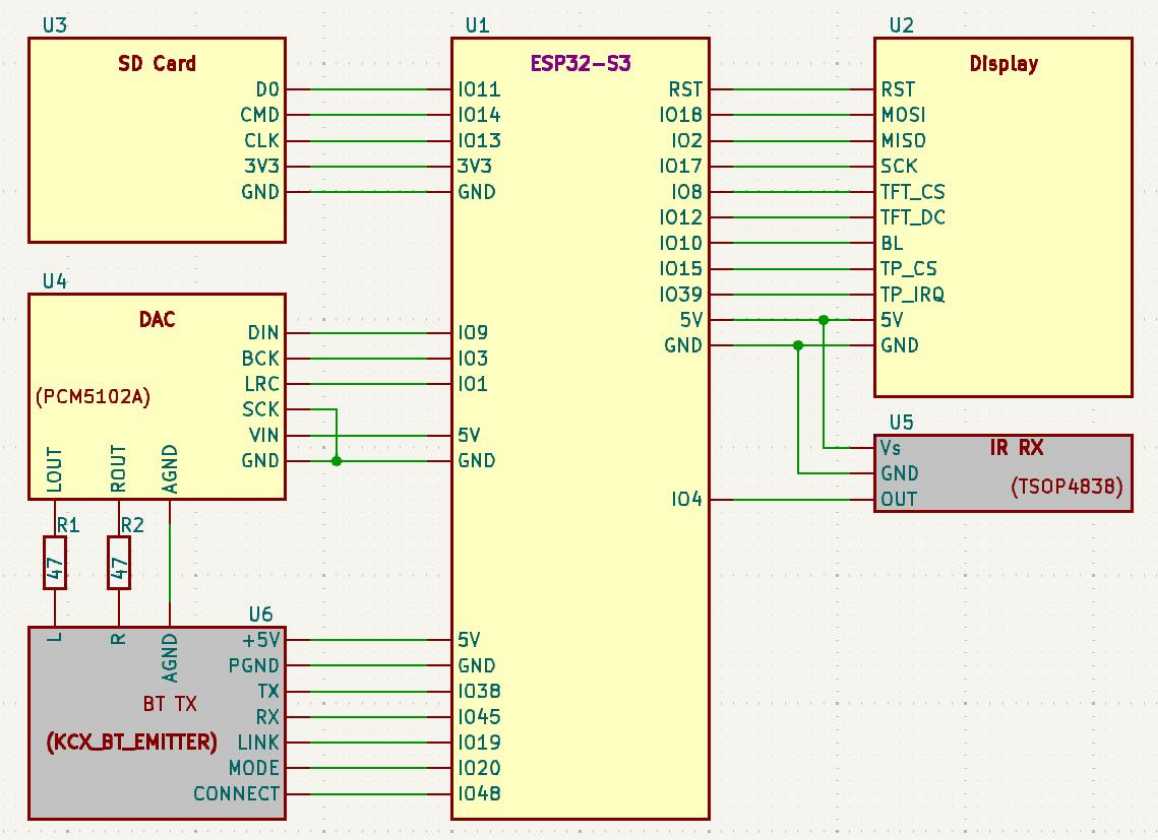 U3
SD Card
D0
CMD
CLK
3V3
GND
U4
DAC
(PCM5102A)
DIN
BCK
LRC
SCK
VIN
GND
LOUT
ROUT
AGND
R1
47
R2
47
U6
L
R
AGND
BT TX
(KCX_BT_EMITTER)
+5V
PGND
TX
RX
LINK
MODE
CONNECT
U1
ESP32-S3
IO11
IO14
IO13
3V3
GND
IO9
IO3
IO1
5V
GND
5V
GND
IO38
IO45
IO19
IO20
IO48
RST
IO18
IO2
IO17
IO8
IO12
IO10
IO15
IO39
5V
GND
IO4
U2
Display
RST
MOSI
MISO
SCK
TFT_CS
TFT_DC
BL
TP_CS
TP_IRQ
5V
GND
U5
IR RX
(TSOP4838)
Vs
GND
OUT